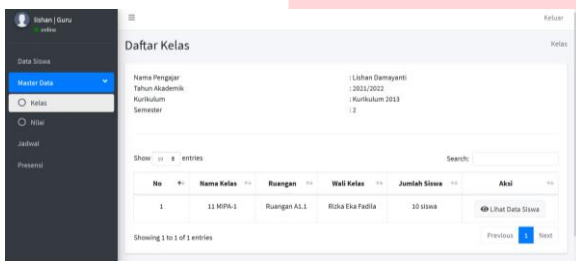 lishan | Guru
online
Keluar
Daftar Kelas
Kelas
Data Siswa
Master Data
Kelas
Nilai
Jadwal
Presensi
Nama Pengajar : Lishan Damayanti
Tahun Akademik : 2021/2022
Kurikulum : Kurikulum 2013
Semester : 2
Show 10 entries Search:
No Nama Kelas Ruangan Wali Kelas Jumlah Siswa Aksi
1 11 MIPA-1 Ruangan A1.1 Rizka Eka Fadila 10 siswa Lihat Data Siswa
Showing 1 to 1 of 1 entries
Previous 1 Next